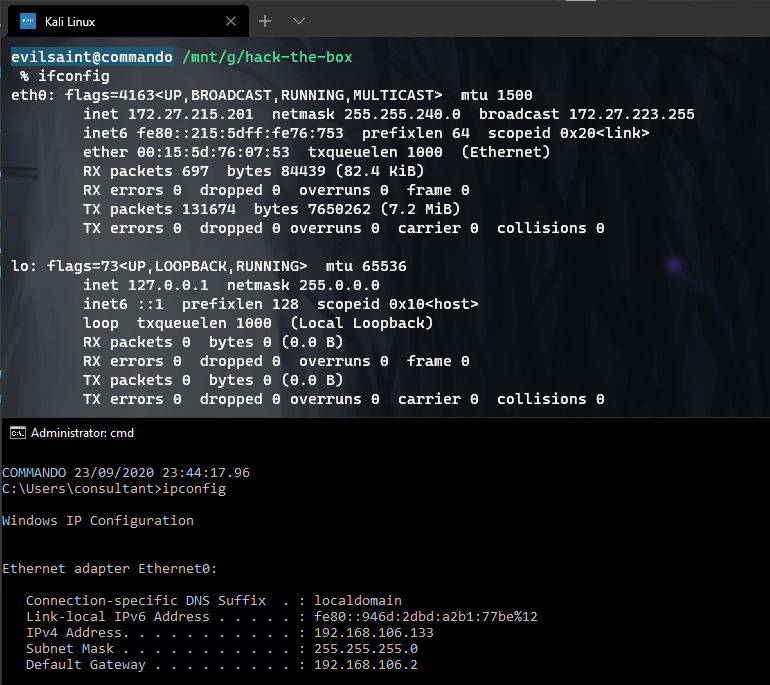 Kali Linux
evilsaint@commando /mnt/g/hack-the-box
% ifconfig
eth0: flags=4163<UP,BROADCAST,RUNNING,MULTICAST>  mtu 1500
        inet 172.27.215.201  netmask 255.255.240.0  broadcast 172.27.223.255
        inet6 fe80::215:5dff:fe76:753  prefixlen 64  scopeid 0x20<link>
        ether 00:15:5d:76:07:53  txqueuelen 1000  (Ethernet)
        RX packets 697  bytes 84439 (82.4 KiB)
        RX errors 0  dropped 0  overruns 0  frame 0
        TX packets 131674  bytes 7650262 (7.2 MiB)
        TX errors 0  dropped 0 overruns 0  carrier 0  collisions 0
lo: flags=73<UP,LOOPBACK,RUNNING>  mtu 65536
        inet 127.0.0.1  netmask 255.0.0.0
        inet6 ::1  prefixlen 128  scopeid 0x10<host>
        loop  txqueuelen 1000  (Local Loopback)
        RX packets 0  bytes 0 (0.0 B)
        RX errors 0  dropped 0  overruns 0  frame 0
        TX packets 0  bytes 0 (0.0 B)
        TX errors 0  dropped 0 overruns 0  carrier 0  collisions 0
Administrator: cmd
COMMANDO 23/09/2020 23:44:17.96
C:\Users\consultant>ipconfig
Windows IP Configuration
Ethernet adapter Ethernet0:
   Connection-specific DNS Suffix  . : localdomain
   Link-local IPv6 Address . . . . . : fe80::946d:2dbd:a2b1:77be%12
   IPv4 Address. . . . . . . . . . . : 192.168.106.133
   Subnet Mask . . . . . . . . . . . : 255.255.255.0
   Default Gateway . . . . . . . . . : 192.168.106.2